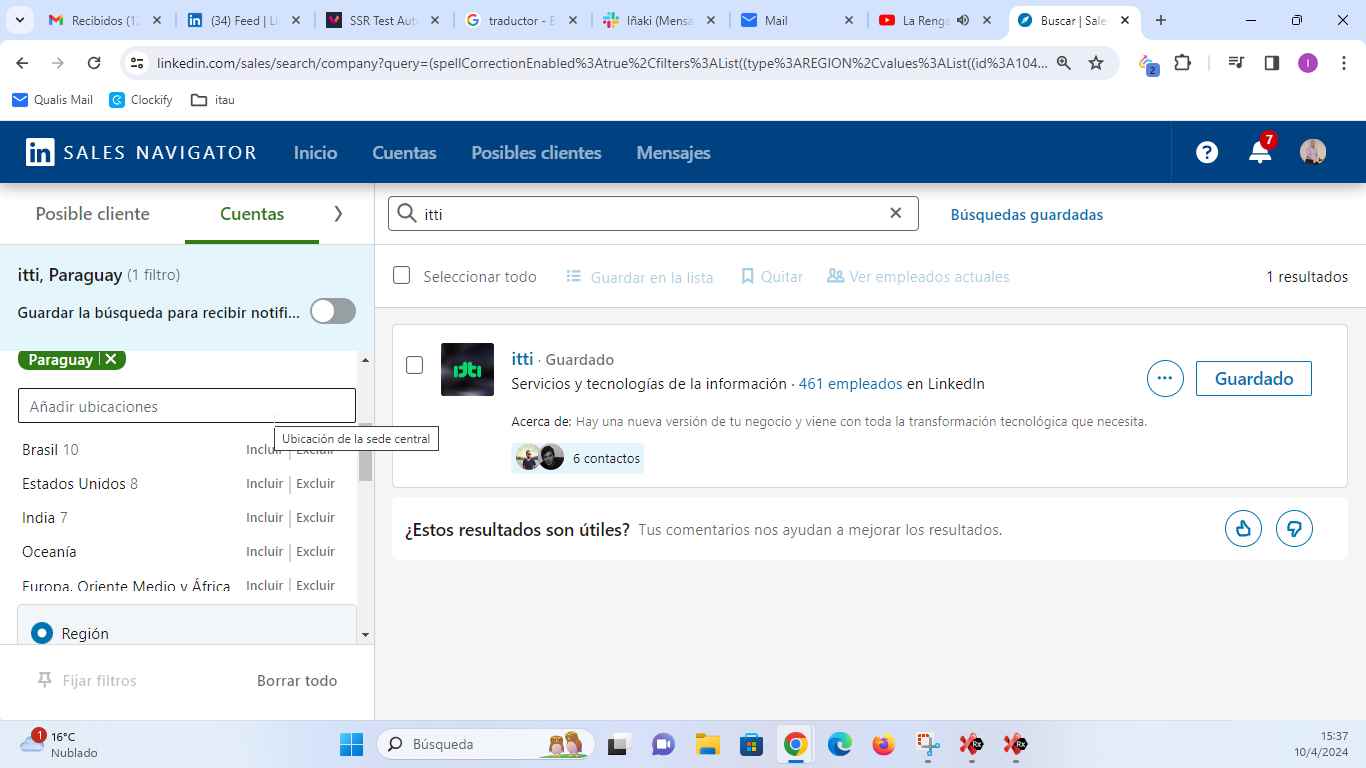 Recibidos (1
(34) Feed | Li
SSR Test Aut
traductor - B
Iñaki (Mensa
Mail
La Renga
Buscar | Sale
linkedin.com/sales/search/company?query=(spellCorrectionEnabled%3Atrue%2Cfilters%3AList((type%3AREGION%2Cvalues%3AList((id%3A104...
2
I
Qualis Mail
Clockify
itau
in SALES NAVIGATOR
Inicio
Cuentas
Posibles clientes
Mensajes
?
7
Posible cliente
Cuentas
itti
Búsquedas guardadas
itti, Paraguay (1 filtro)
Guardar la búsqueda para recibir notifi...
Seleccionar todo
Guardar en la lista
Quitar
Ver empleados actuales
1 resultados
Paraguay
Añadir ubicaciones
Ubicación de la sede central
Brasil 10 Incluir Excluir
Estados Unidos 8 Incluir Excluir
India 7 Incluir Excluir
Oceanía Incluir Excluir
Europa, Oriente Medio y África Incluir Excluir
Región
Fijar filtros
Borrar todo
itti
itti · Guardado
Servicios y tecnologías de la información · 461 empleados en LinkedIn
Acerca de: Hay una nueva versión de tu negocio y viene con toda la transformación tecnológica que necesita.
6 contactos
Guardado
¿Estos resultados son útiles? Tus comentarios nos ayudan a mejorar los resultados.
1
16°C
Nublado
Búsqueda
Rx
Rx
15:37
10/4/2024